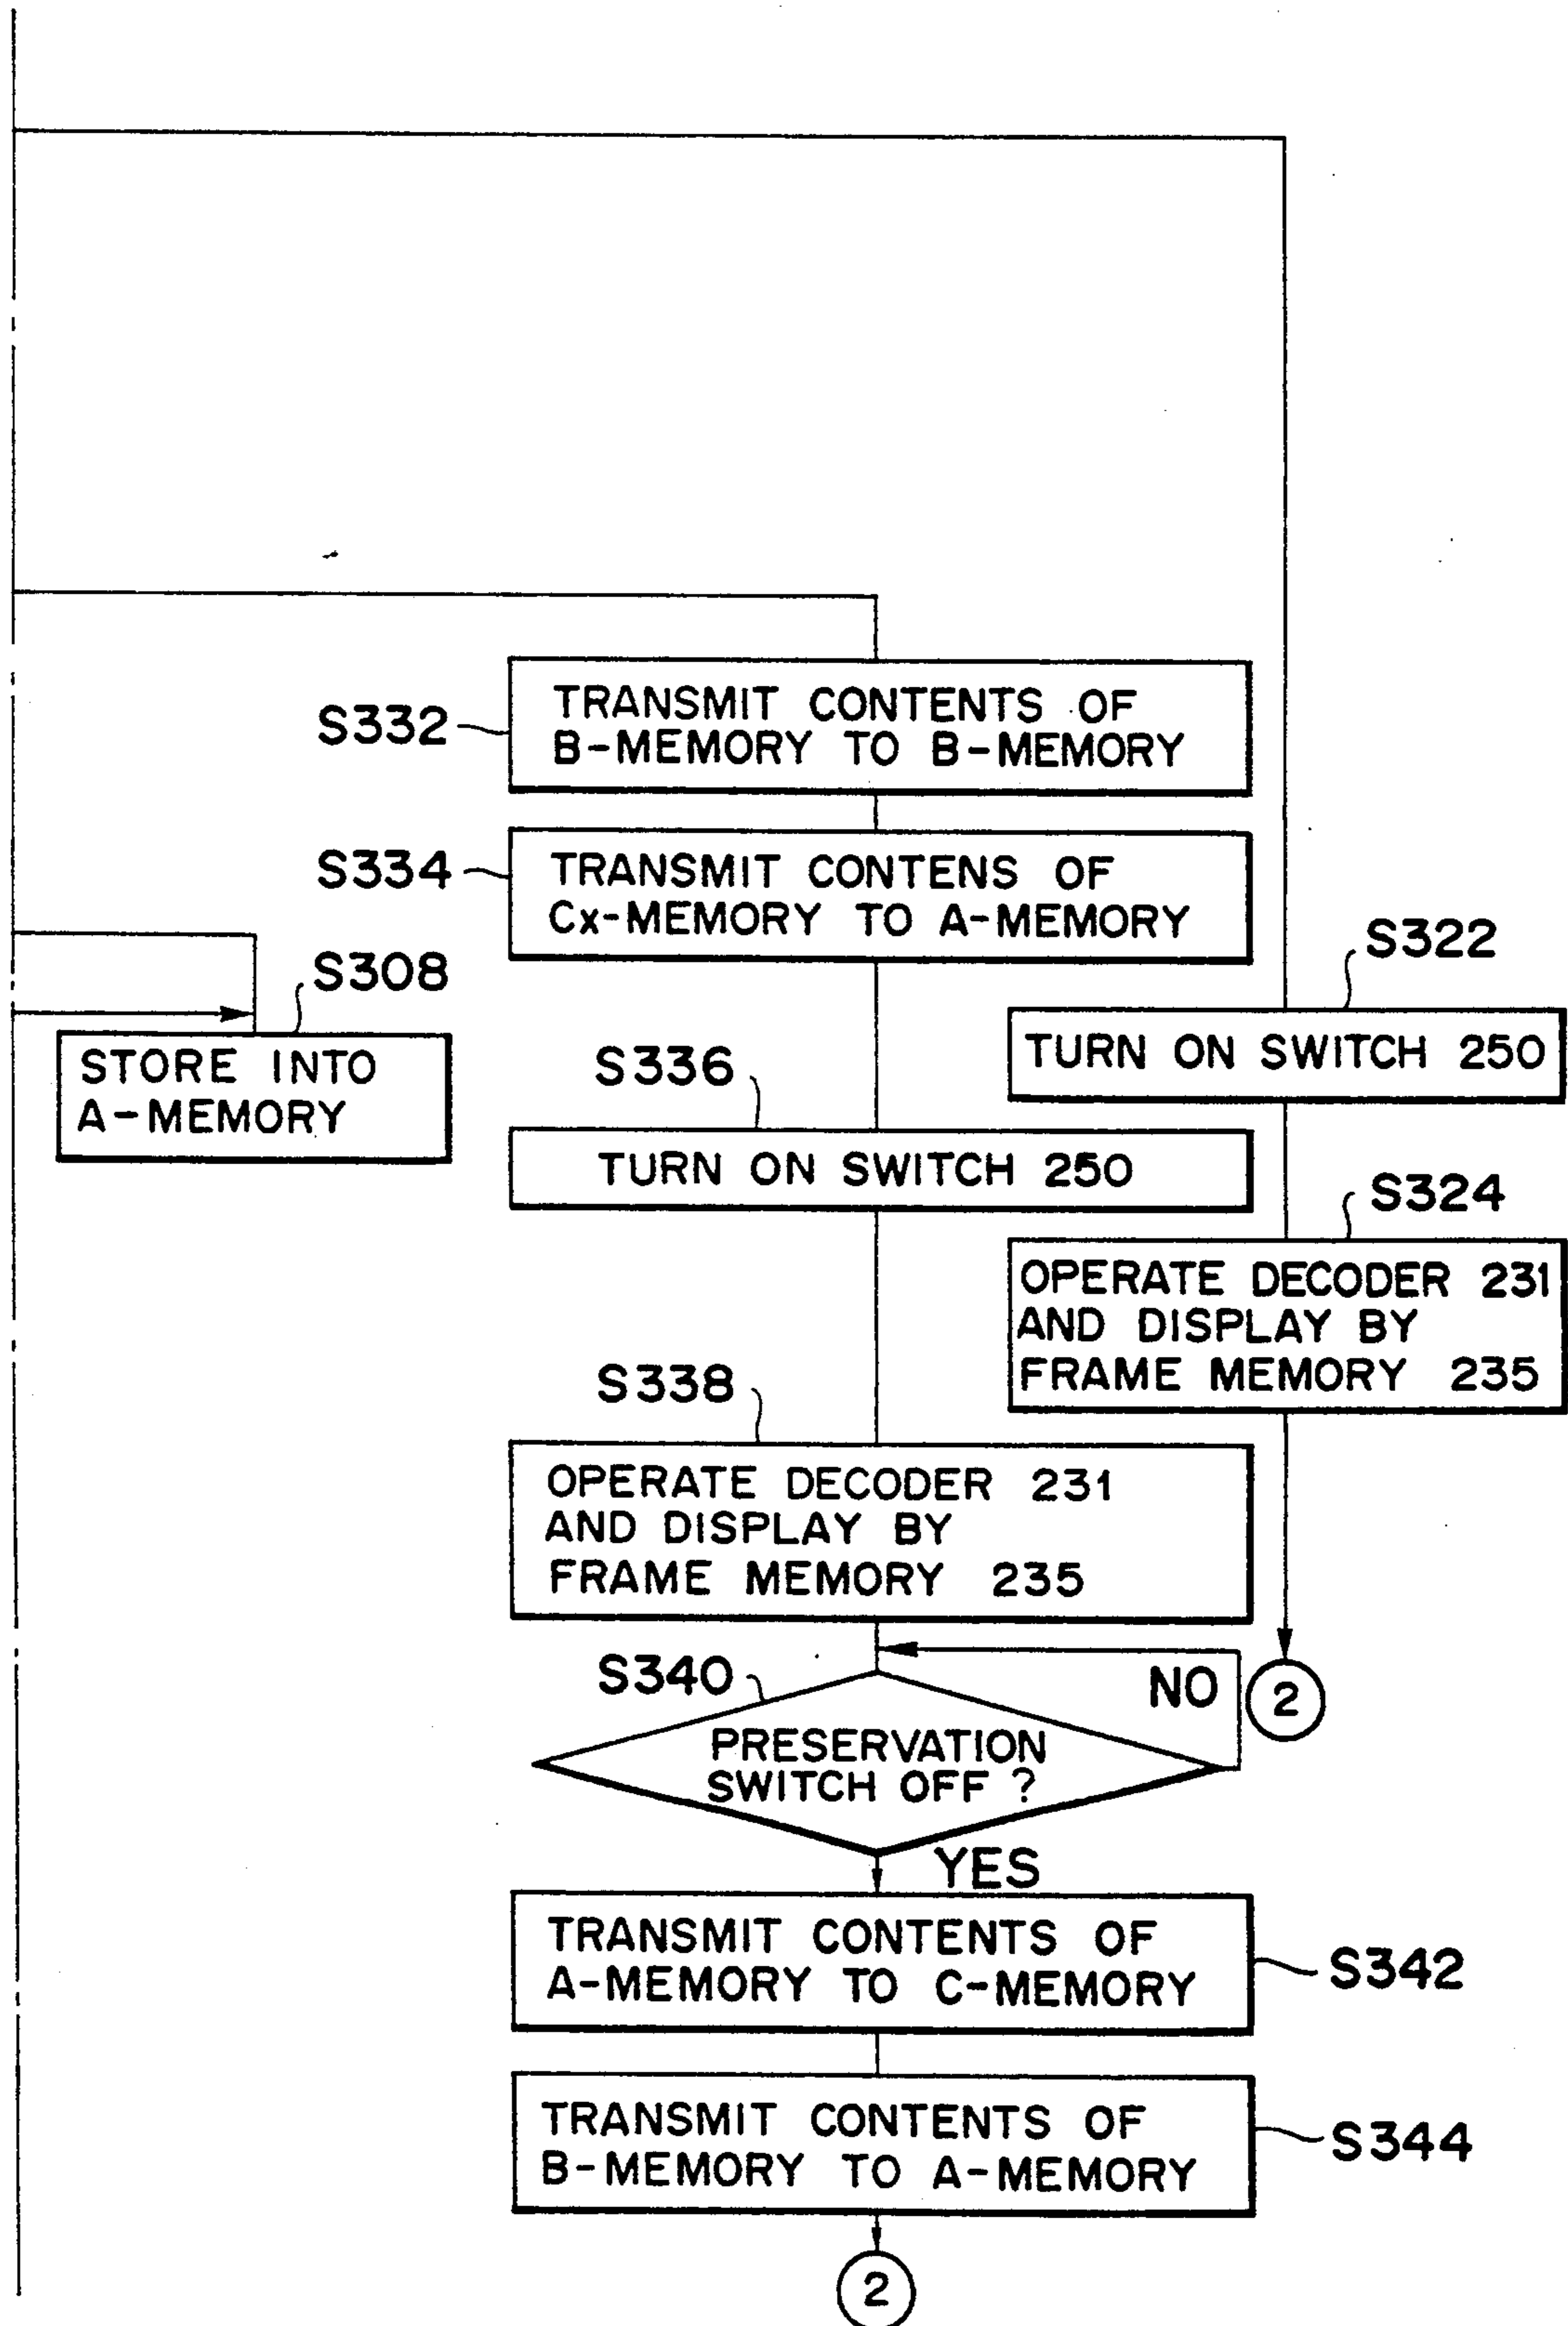 S332
TRANSMIT CONTENTS OF
B-MEMORY TO B-MEMORY
S334
TRANSMIT CONTENS OF
Cx-MEMORY TO A-MEMORY
S308
STORE INTO
A-MEMORY
S322
TURN ON SWITCH 250
S336
TURN ON SWITCH 250
S324
OPERATE DECODER 231
AND DISPLAY BY
FRAME MEMORY 235
S338
OPERATE DECODER 231
AND DISPLAY BY
FRAME MEMORY 235
S340
NO
2
PRESERVATION
SWITCH OFF ?
YES
TRANSMIT CONTENTS OF
A-MEMORY TO C-MEMORY
S342
TRANSMIT CONTENTS OF
B-MEMORY TO A-MEMORY
S344
2